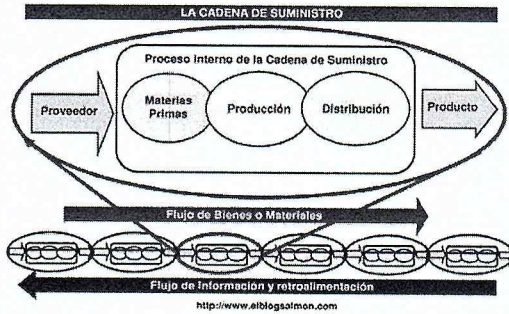 LA CADENA DE SUMINISTRO
Proceso Interno de la Cadena de Suministro
Proveedor
Materias
Primas
Producción
Distribución
Producto
Flujo de Bienes o Materiales
Flujo de Información y retroalimentación
http://www.elblogsalmon.com